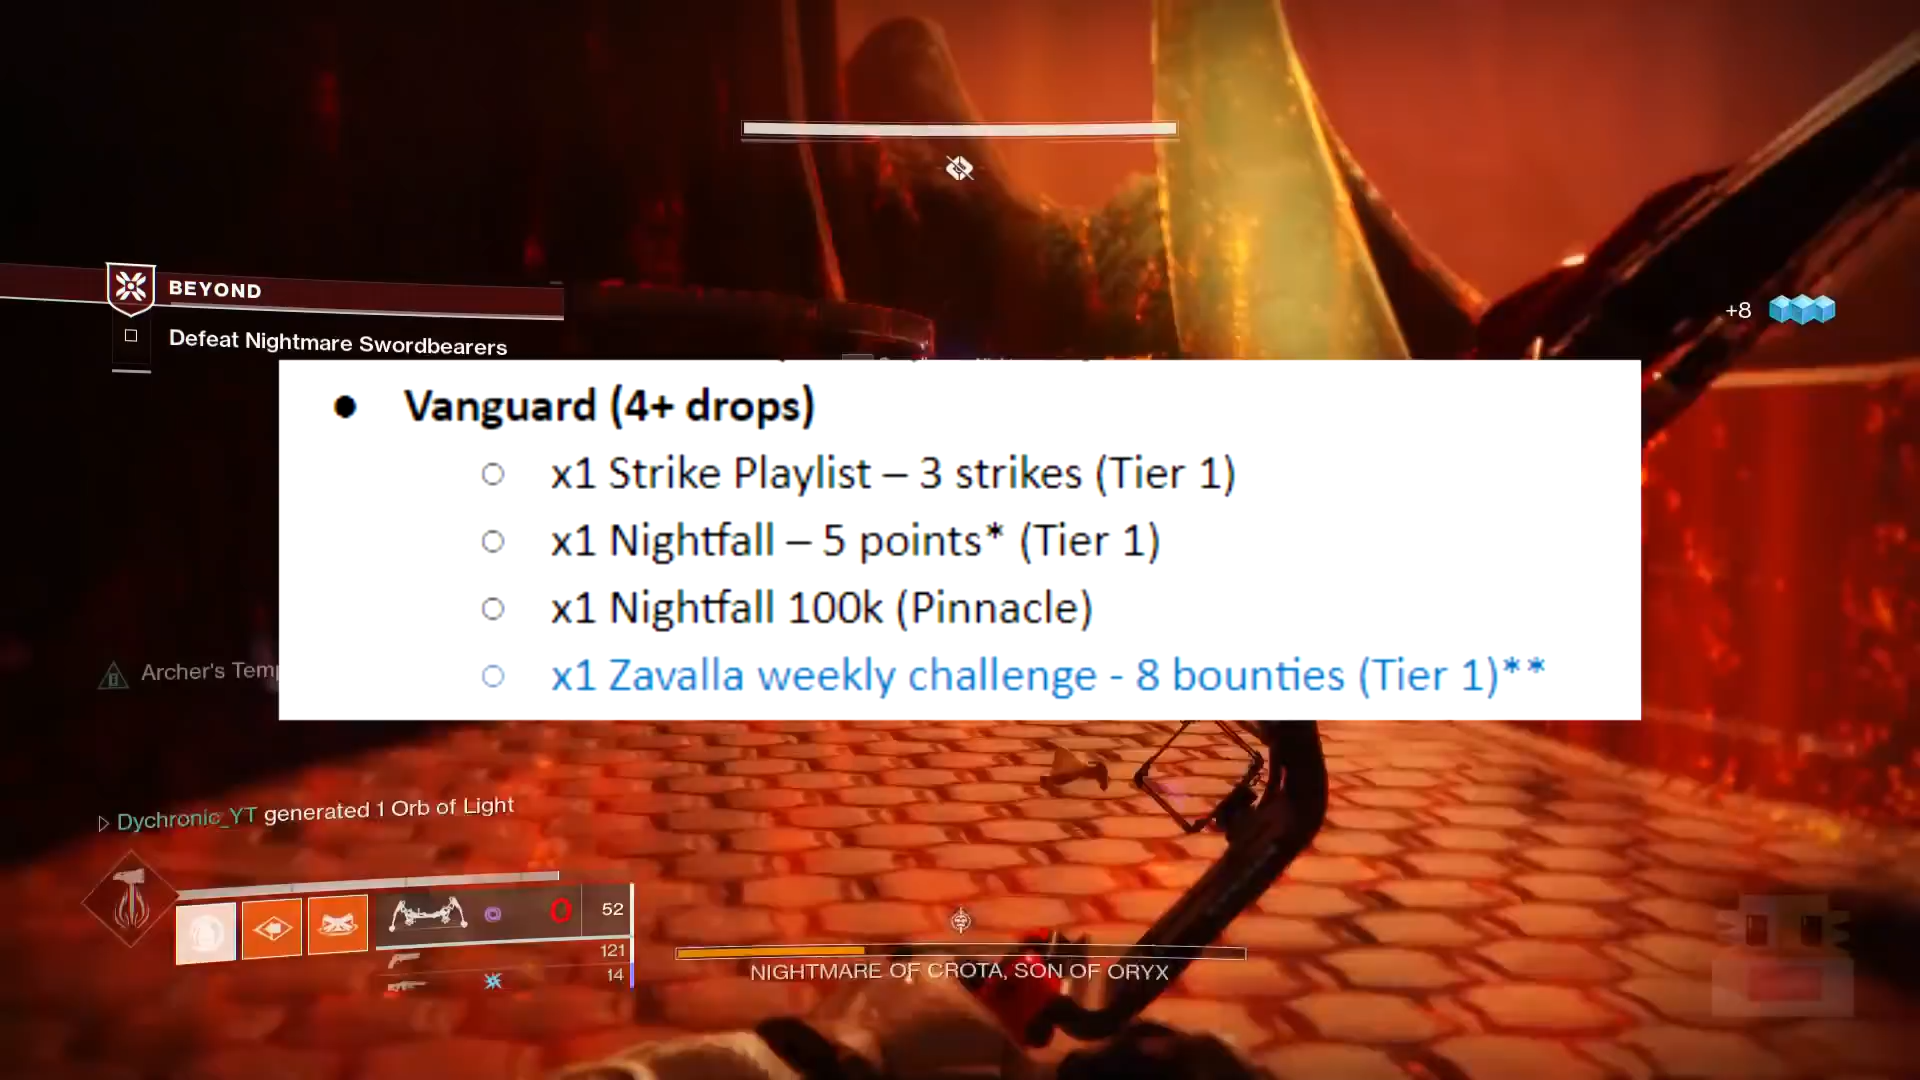 BEYOND
Defeat Nightmare Swordbearers
+8
Vanguard (4+ drops)
x1 Strike Playlist – 3 strikes (Tier 1)
x1 Nightfall – 5 points* (Tier 1)
x1 Nightfall 100k (Pinnacle)
x1 Zavalla weekly challenge - 8 bounties (Tier 1)**
Archer's
Dychronic_YT generated 1 Orb of Light
0 52
121
14
NIGHTMARE OF CROTA, SON OF ORYX